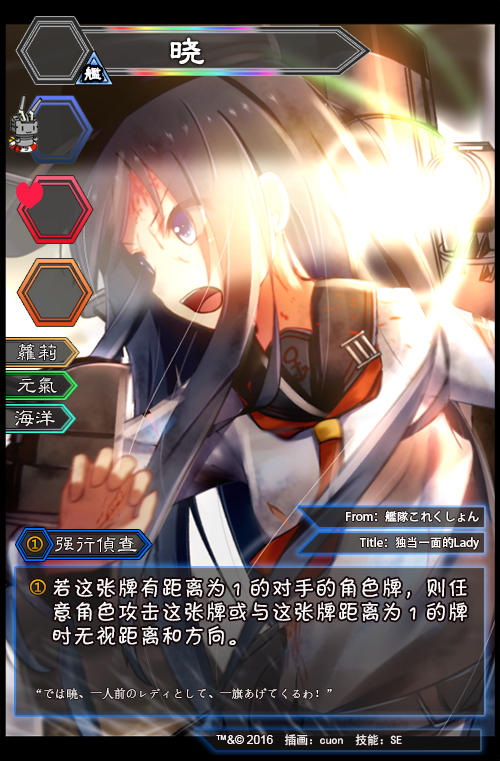 晓
艦
蘿莉
元氣
海洋
III
From: 艦隊これくしょん
Title: 独当一面的Lady
① 强行偵查
① 若这张牌有距离为 1 的对手的角色牌，则任
意角色攻击这张牌或与这张牌距离为 1 的牌
时无视距离和方向。
“では暁、一人前のレディとして、一旗あげてくるわ！”
™&© 2016 插画：cuon 技能：SE